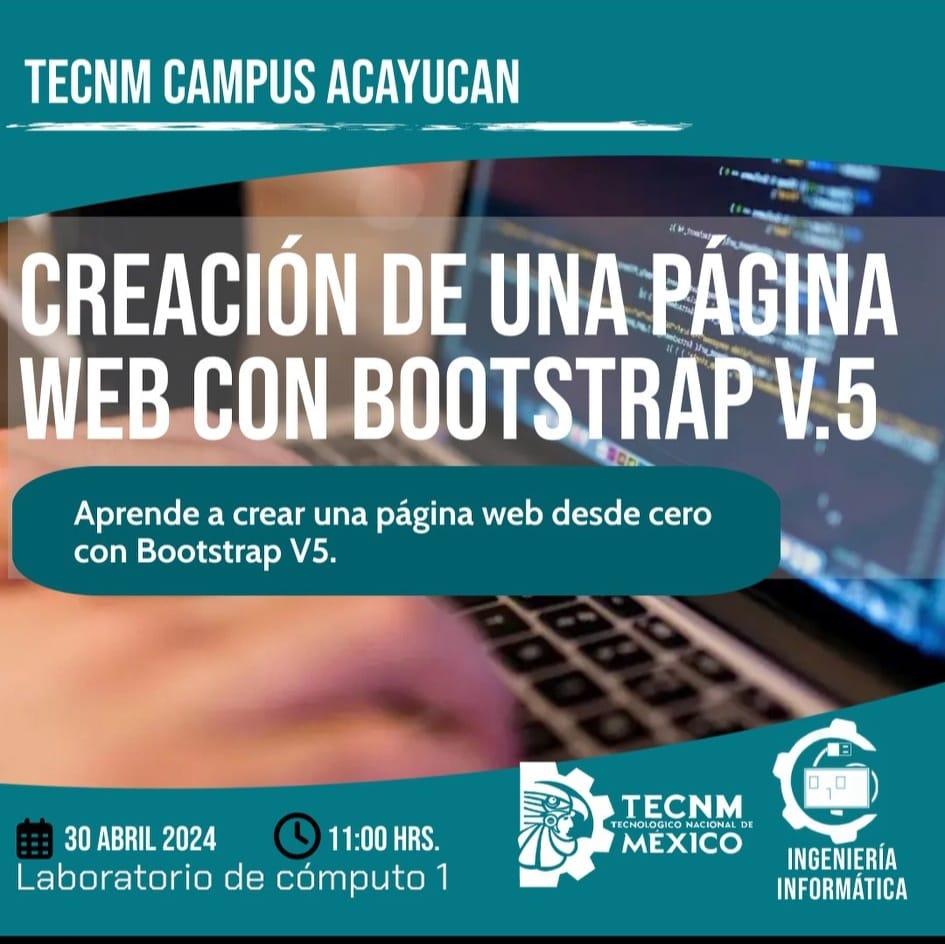 TECNM CAMPUS ACAYUCAN
CREACIÓN DE UNA PÁGINA
WEB CON BOOTSTRAP V.5
Aprende a crear una página web desde cero
con Bootstrap V5.
30 ABRIL 2024
11:00 HRS.
Laboratorio de cómputo 1
TECNM
TECNOLÓGICO NACIONAL DE
MÉXICO
INGENIERÍA
INFORMÁTICA